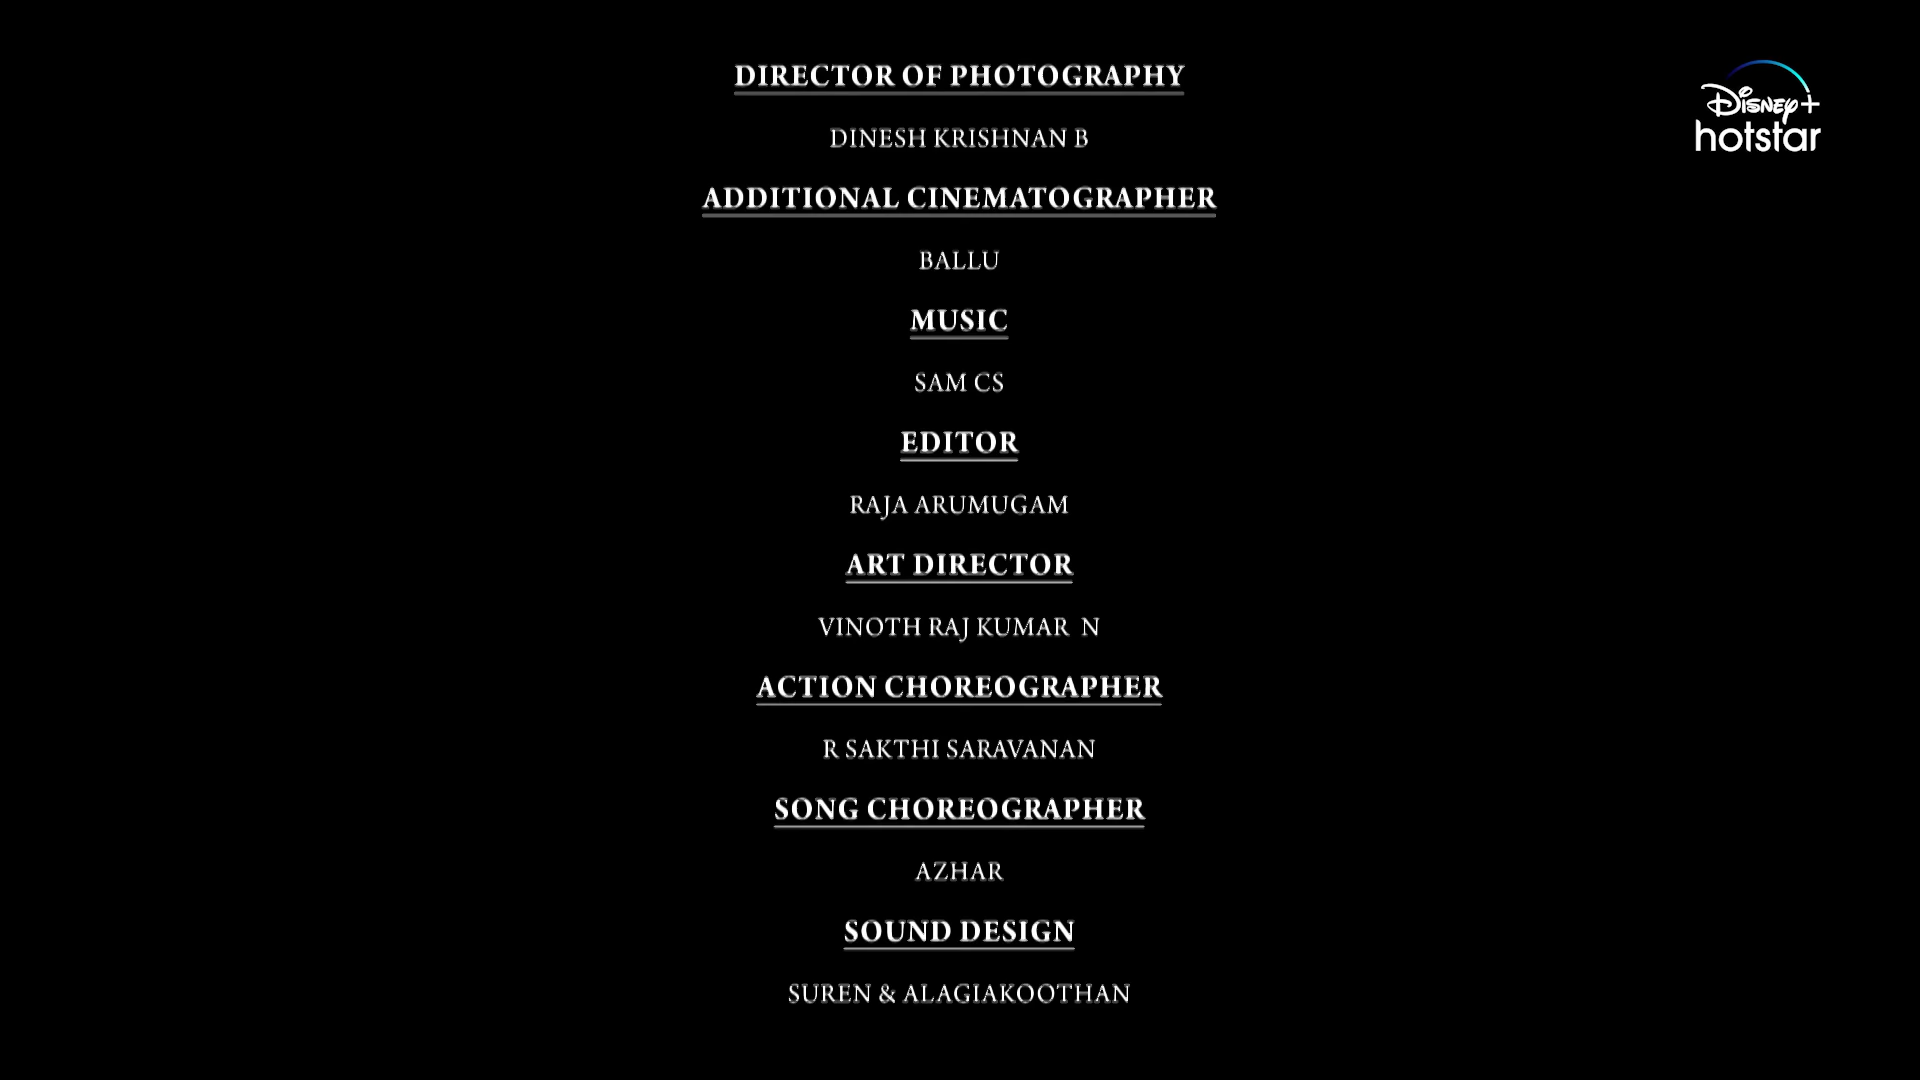 DIRECTOR OF PHOTOGRAPHY
DINESH KRISHNAN B
ADDITIONAL CINEMATOGRAPHER
BALLU
MUSIC
SAM CS
EDITOR
RAJA ARUMUGAM
ART DIRECTOR
VINOTH RAJ KUMAR  N
ACTION CHOREOGRAPHER
R SAKTHI SARAVANAN
SONG CHOREOGRAPHER
AZHAR
SOUND DESIGN
SUREN & ALAGIAKOOTHAN
Disney+
hotstar